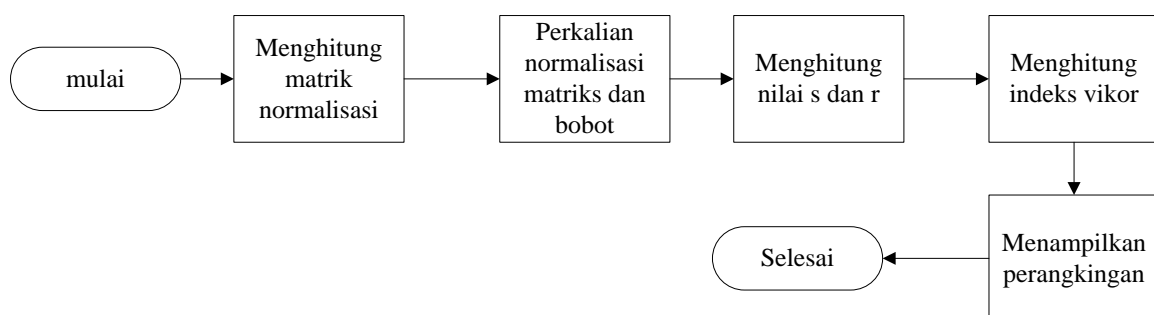 mulai
Menghitung
matrik
normalisasi
Perkalian
normalisasi
matriks dan
bobot
Menghitung
nilai s dan r
Menghitung
indeks vikor
Menampilkan
perangkingan
Selesai